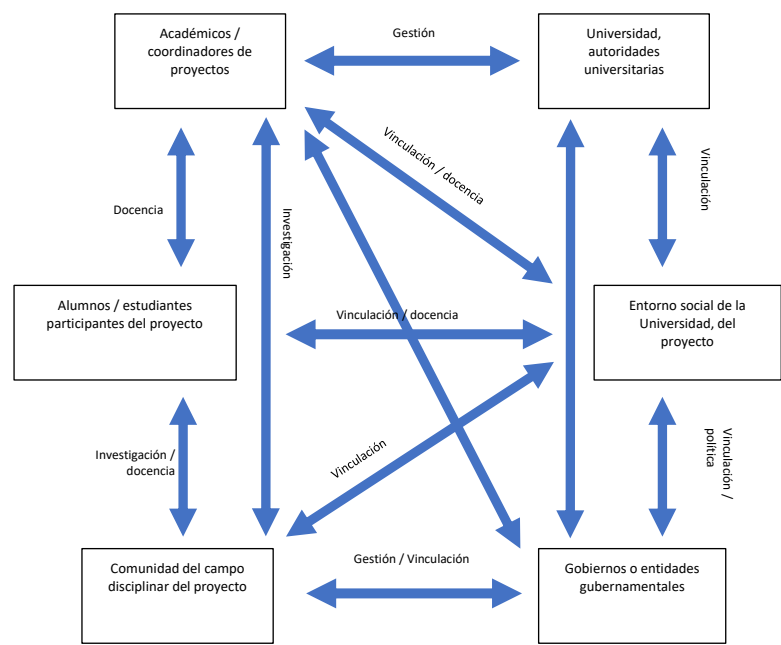 Académicos /
coordinadores de
proyectos
Gestión
Universidad,
autoridades
universitarias
Vinculación / docencia
Vinculación
Docencia
Investigación
Alumnos / estudiantes
participantes del proyecto
Vinculación / docencia
Entorno social de la
Universidad, del
proyecto
Investigación /
docencia
Vinculación
Vinculación /
política
Comunidad del campo
disciplinar del proyecto
Gestión / Vinculación
Gobiernos o entidades
gubernamentales